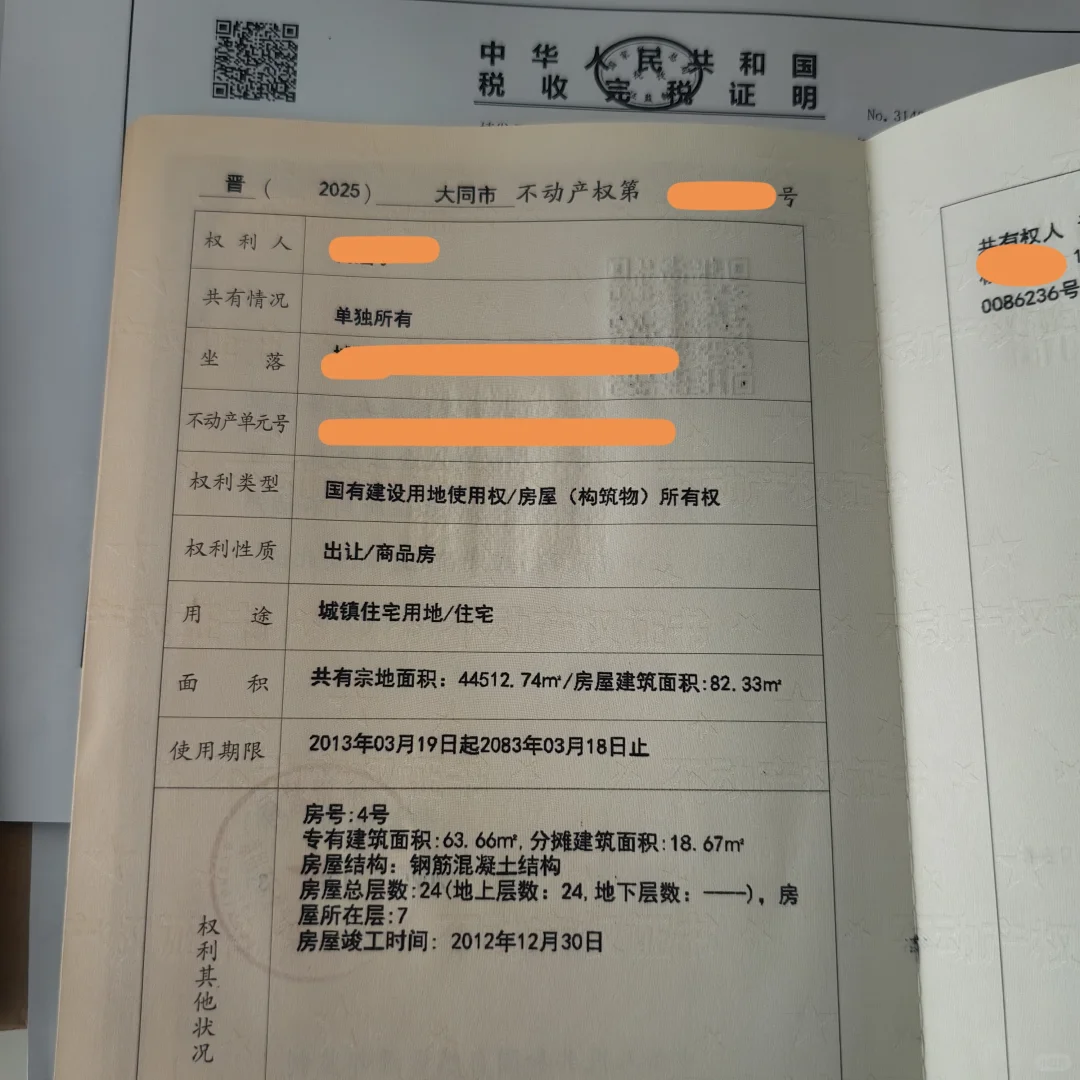 中华人民共和国
税收完税证明
No. 314
晋（ 2025） 大同市 不动产权第 号
权利人
共有情况 单独所有
坐落
不动产单元号
权利类型 国有建设用地使用权/房屋（构筑物）所有权
权利性质 出让/商品房
用途 城镇住宅用地/住宅
面积 共有宗地面积：44512.74㎡/房屋建筑面积:82.33㎡
使用期限 2013年03月19日起2083年03月18日止
权利其他状况
房号:4号
专有建筑面积:63.66㎡,分摊建筑面积:18.67㎡
房屋结构：钢筋混凝土结构
房屋总层数:24(地上层数：24,地下层数：——)，房
屋所在层:7
房屋竣工时间：2012年12月30日
共有权人
0086236号